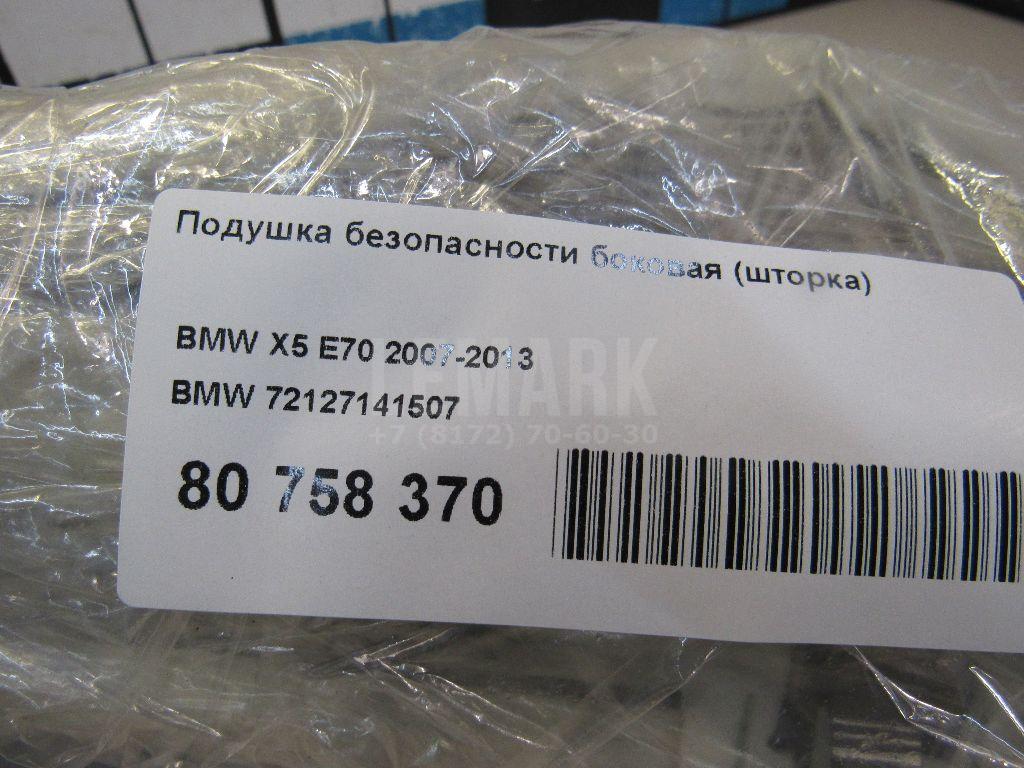 Подушка безопасности боковая (шторка)
BMW X5 E70 2007-2013
BMW 72127141507
LEMARK
+7 (8172) 70-60-30
80 758 370